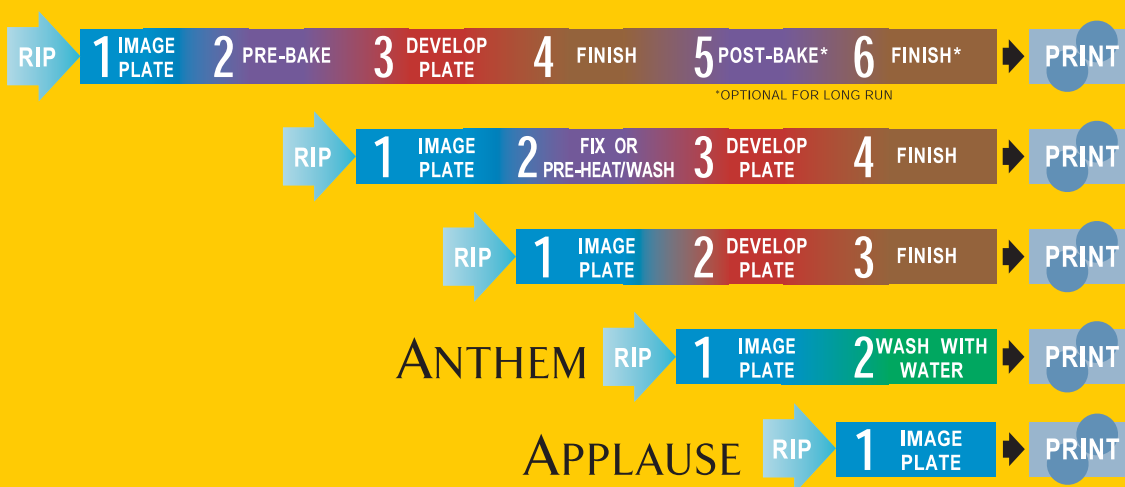 RIP 1 IMAGE PLATE 2 PRE-BAKE 3 DEVELOP PLATE 4 FINISH 5 POST-BAKE* 6 FINISH* PRINT
*OPTIONAL FOR LONG RUN
RIP 1 IMAGE PLATE 2 FIX OR PRE-HEAT/WASH 3 DEVELOP PLATE 4 FINISH PRINT
RIP 1 IMAGE PLATE 2 DEVELOP PLATE 3 FINISH PRINT
ANTHEM RIP 1 IMAGE PLATE 2 WASH WITH WATER PRINT
APPLAUSE RIP 1 IMAGE PLATE PRINT